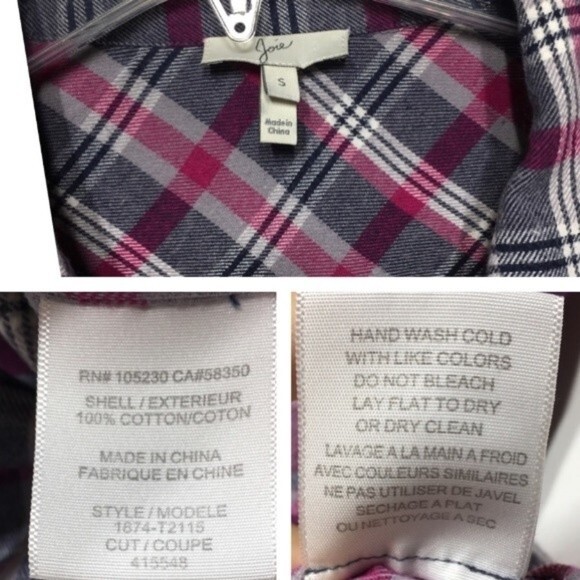 Joie
S
Made in
China
RN# 105230 CA#58350
SHELL / EXTERIEUR
100% COTTON/COTON
MADE IN CHINA
FABRIQUE EN CHINE
STYLE / MODELE
1874-T2115
CUT / COUPE
415548
HAND WASH COLD
WITH LIKE COLORS
DO NOT BLEACH
LAY FLAT TO DRY
OR DRY CLEAN
LAVAGE A LA MAIN A FROID
AVEC COULEURS SIMILAIRES
NE PAS UTILISER DE JAVEL
SECHAGE A PLAT
OU NETTOYAGE A SEC